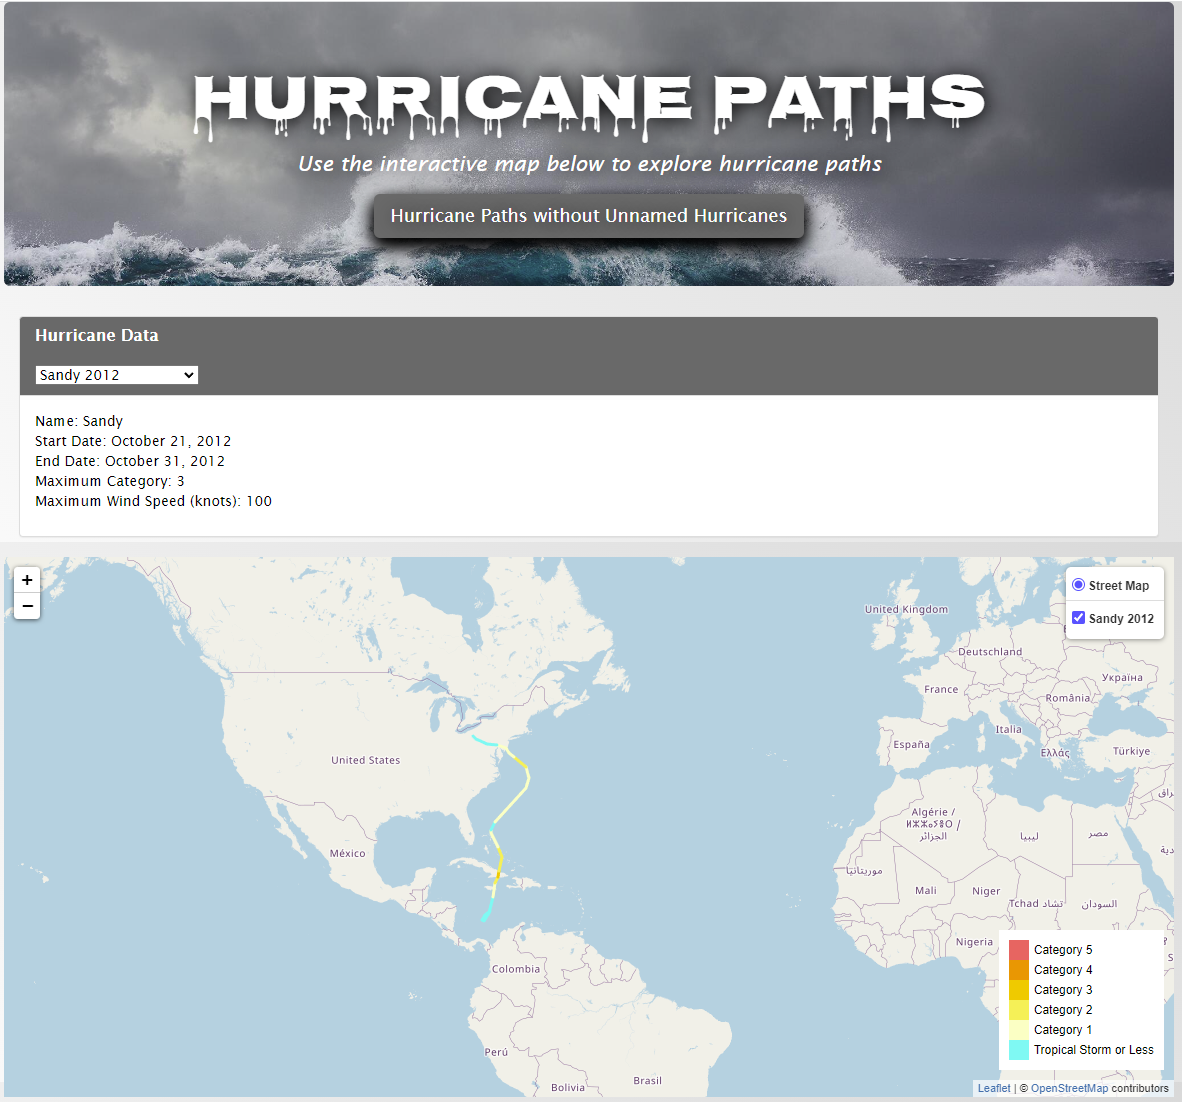 HURRICANE PATHS
Use the interactive map below to explore hurricane paths
Hurricane Paths without Unnamed Hurricanes
Hurricane Data
Sandy 2012
Name: Sandy
Start Date: October 21, 2012
End Date: October 31, 2012
Maximum Category: 3
Maximum Wind Speed (knots): 100
+
−
Street Map
Sandy 2012
United Kingdom
Deutschland
Україна
France
România
Italia
España
Ελλάς
Türkiye
United States
México
Algérie /
ⵍⵣⵣⴰⵢⴻⵔ /
الجزائر
ليبيا
مصر
موريتانيا
Mali
Niger
Tchad تشاد
السودان
Nigeria
Colombia
Perú
Brasil
Bolivia
Category 5
Category 4
Category 3
Category 2
Category 1
Tropical Storm or Less
Leaflet | © OpenStreetMap contributors